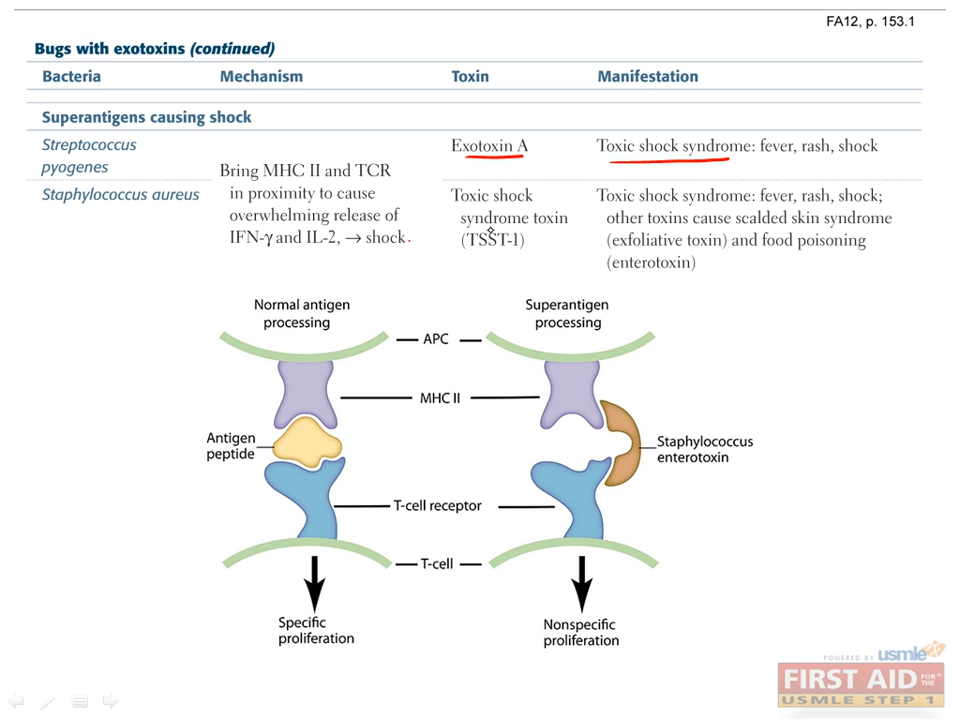 FA12, p. 153.1
Bugs with exotoxins (continued)
Bacteria Mechanism Toxin Manifestation
Superantigens causing shock
Streptococcus
pyogenes
Exotoxin A
Toxic shock syndrome: fever, rash, shock
Bring MHC II and TCR
in proximity to cause
overwhelming release of
IFN-γ and IL-2, → shock.
Staphylococcus aureus
Toxic shock
syndrome toxin
(TSST-1)
Toxic shock syndrome: fever, rash, shock;
other toxins cause scalded skin syndrome
(exfoliative toxin) and food poisoning
(enterotoxin)
Normal antigen
processing
Superantigen
processing
APC
MHC II
Antigen
peptide
Staphylococcus
enterotoxin
T-cell receptor
T-cell
Specific
proliferation
Nonspecific
proliferation
POWERED BY usmle
FIRST AID FOR THE
USMLE STEP 1